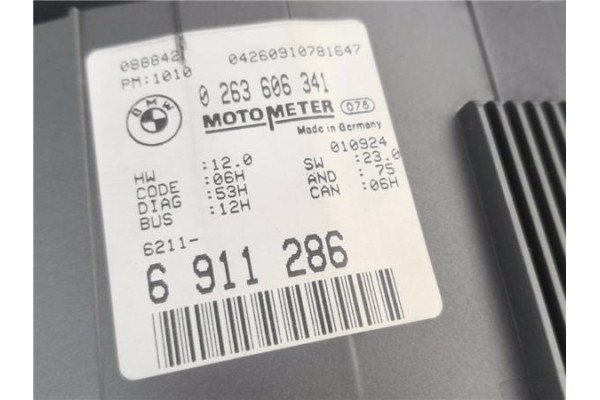 088842 04260910781647
PM:1010
BMW
0 263 606 341
MOTOMETER 078
Made in Germany
010924
HW :12.0 SW :23.0
CODE :06H AND : 75
DIAG :53H CAN :06H
BUS :12H
6211-
6 911 286